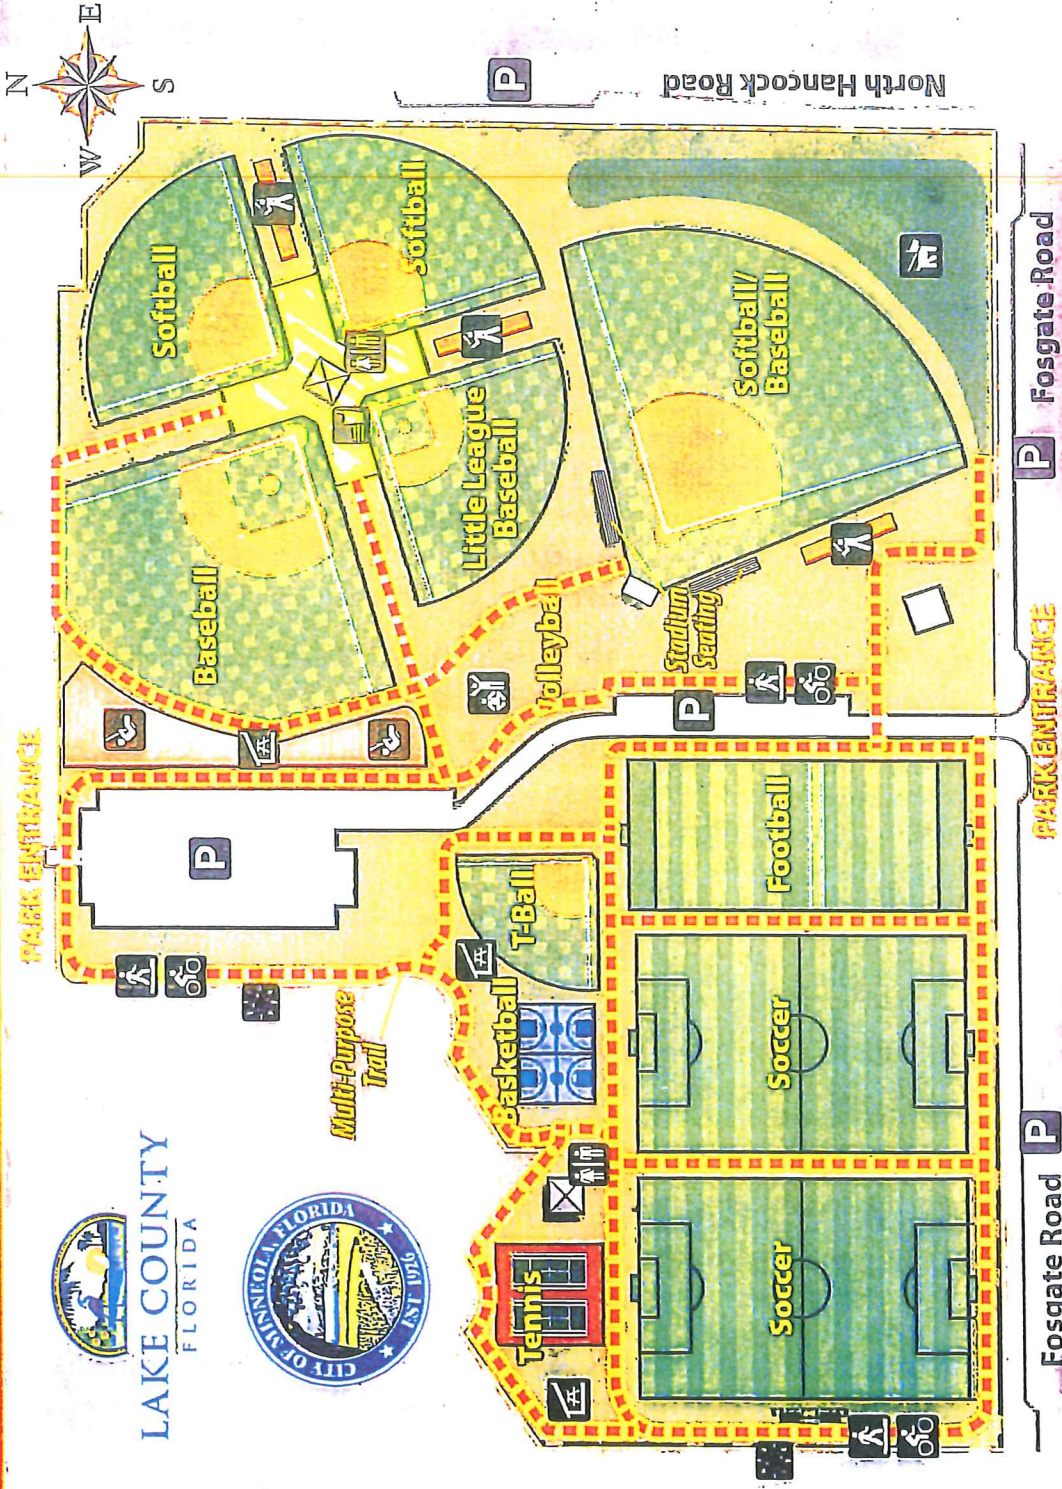 LAKE COUNTY
FLORIDA
CITY OF MINNEOLA, FLORIDA
EST 1926
PARK ENTRANCE
N
W
E
S
P
Multi-Purpose
Trail
Baseball
Softball
Softball
Little League
Baseball
Tennis
Basketball
T-Ball
Volleyball
Stadium
Seating
P
P
North Hancock Road
Softball/
Baseball
Soccer
Soccer
Football
Fosgate Road
P
PARK ENTRANCE
P
Fosgate Road